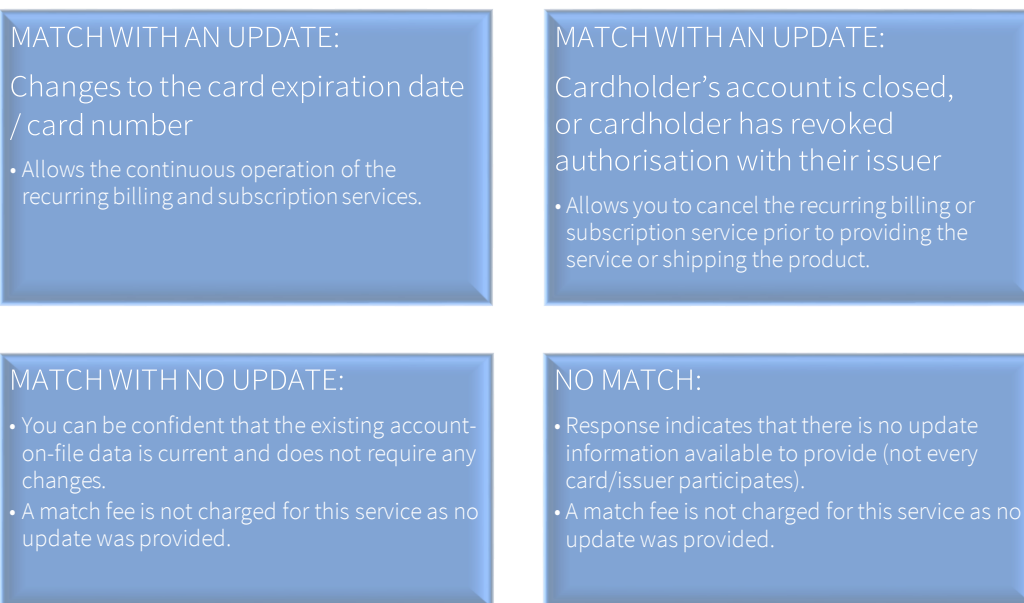 MATCH WITH AN UPDATE:
Changes to the card expiration date
/ card number
• Allows the continuous operation of the
recurring billing and subscription services.
MATCH WITH AN UPDATE:
Cardholder’s account is closed,
or cardholder has revoked
authorisation with their issuer
• Allows you to cancel the recurring billing or
subscription service prior to providing the
service or shipping the product.
MATCH WITH NO UPDATE:
• You can be confident that the existing account-
on-file data is current and does not require any
changes.
• A match fee is not charged for this service as no
update was provided.
NO MATCH:
• Response indicates that there is no update
information available to provide (not every
card/issuer participates).
• A match fee is not charged for this service as no
update was provided.